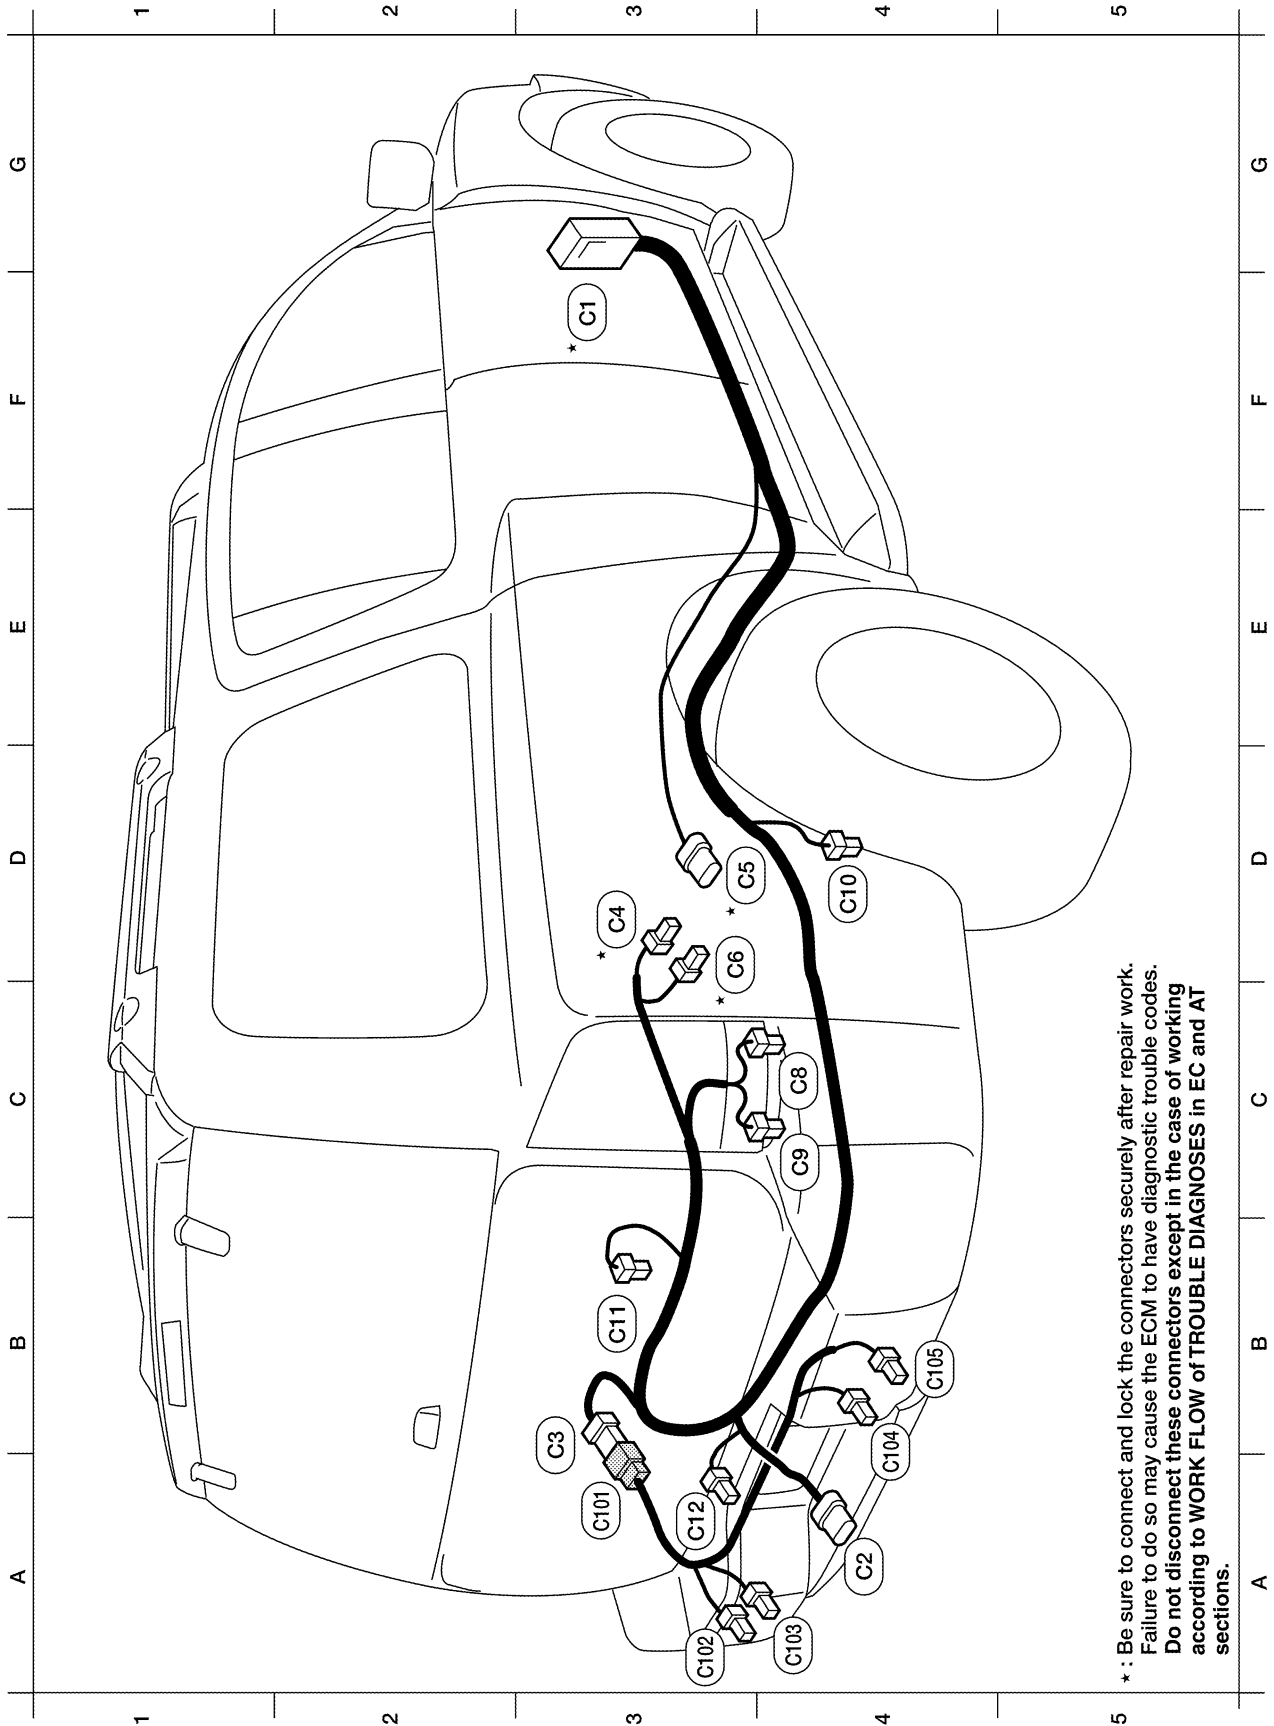 1
2
3
4
5
G
G
F
F
E
E
D
D
C
C
B
B
A
A
★ C1
★ C4
★ C5
★ C6
C10
C8
C9
C11
C3
C101
C12
C105
C104
C2
C102
C103
★ : Be sure to connect and lock the connectors securely after repair work.
Failure to do so may cause the ECM to have diagnostic trouble codes.
Do not disconnect these connectors except in the case of working
according to WORK FLOW of TROUBLE DIAGNOSES in EC and AT
sections.
1
2
3
4
5